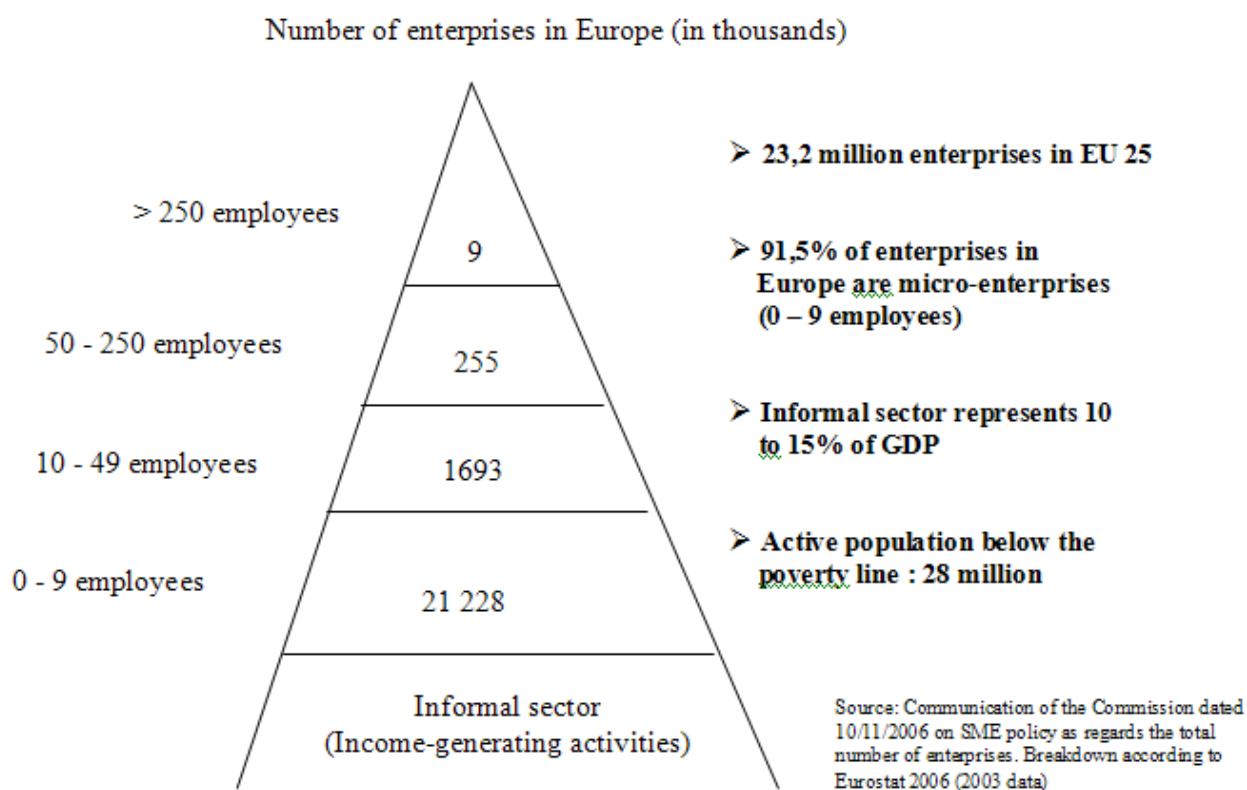 Number of enterprises in Europe (in thousands)
> 250 employees
9
50 - 250 employees
255
10 - 49 employees
1693
0 - 9 employees
21 228
Informal sector
(Income-generating activities)
➢ 23,2 million enterprises in EU 25
➢ 91,5% of enterprises in
Europe are micro-enterprises
(0 – 9 employees)
➢ Informal sector represents 10
to 15% of GDP
➢ Active population below the
poverty line : 28 million
Source: Communication of the Commission dated
10/11/2006 on SME policy as regards the total
number of enterprises. Breakdown according to
Eurostat 2006 (2003 data)